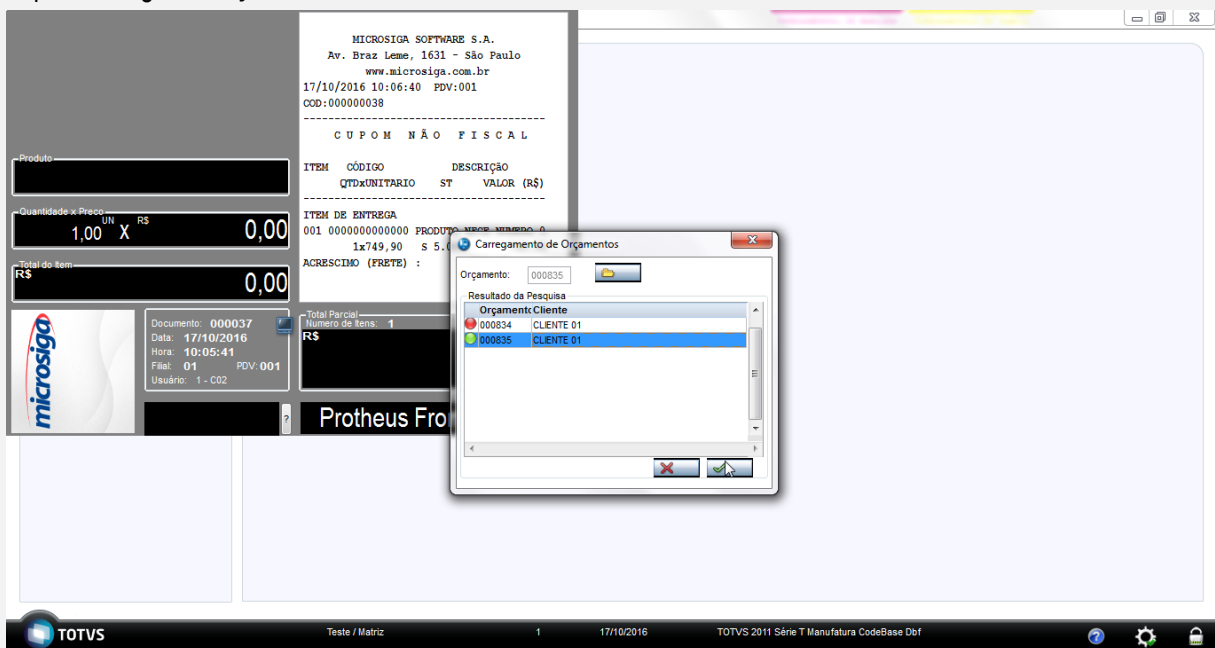 MICROSIGA SOFTWARE S.A.
Av. Braz Leme, 1631 - São Paulo
www.microsiga.com.br
17/10/2016 10:06:40 PDV:001
COD:000000038
CUPOM NÃO FISCAL
ITEM CÓDIGO DESCRIÇÃO
QTDxUNITARIO ST VALOR (R$)
ITEM DE ENTREGA
001 0000000000000
1x749,90 S 5.0
ACRESCIMO (FRETE) :
Produto
Quantidade x Preco
1,00 UN X R$ 0,00
Total do Item
R$ 0,00
microsiga
Documento: 000037
Data: 17/10/2016
Hora: 10:05:41
Filial: 01 PDV: 001
Usuário: 1 - C02
?
Total Parcial
Numero de Itens: 1
R$
Protheus Fro
Carregamento de Orçamentos
Orçamento: 000835
Resultado da Pesquisa
Orçamento Cliente
000834 CLIENTE 01
000835 CLIENTE 01
TOTVS
Teste / Matriz 1 17/10/2016 TOTVS 2011 Série T Manufatura CodeBase Dbf